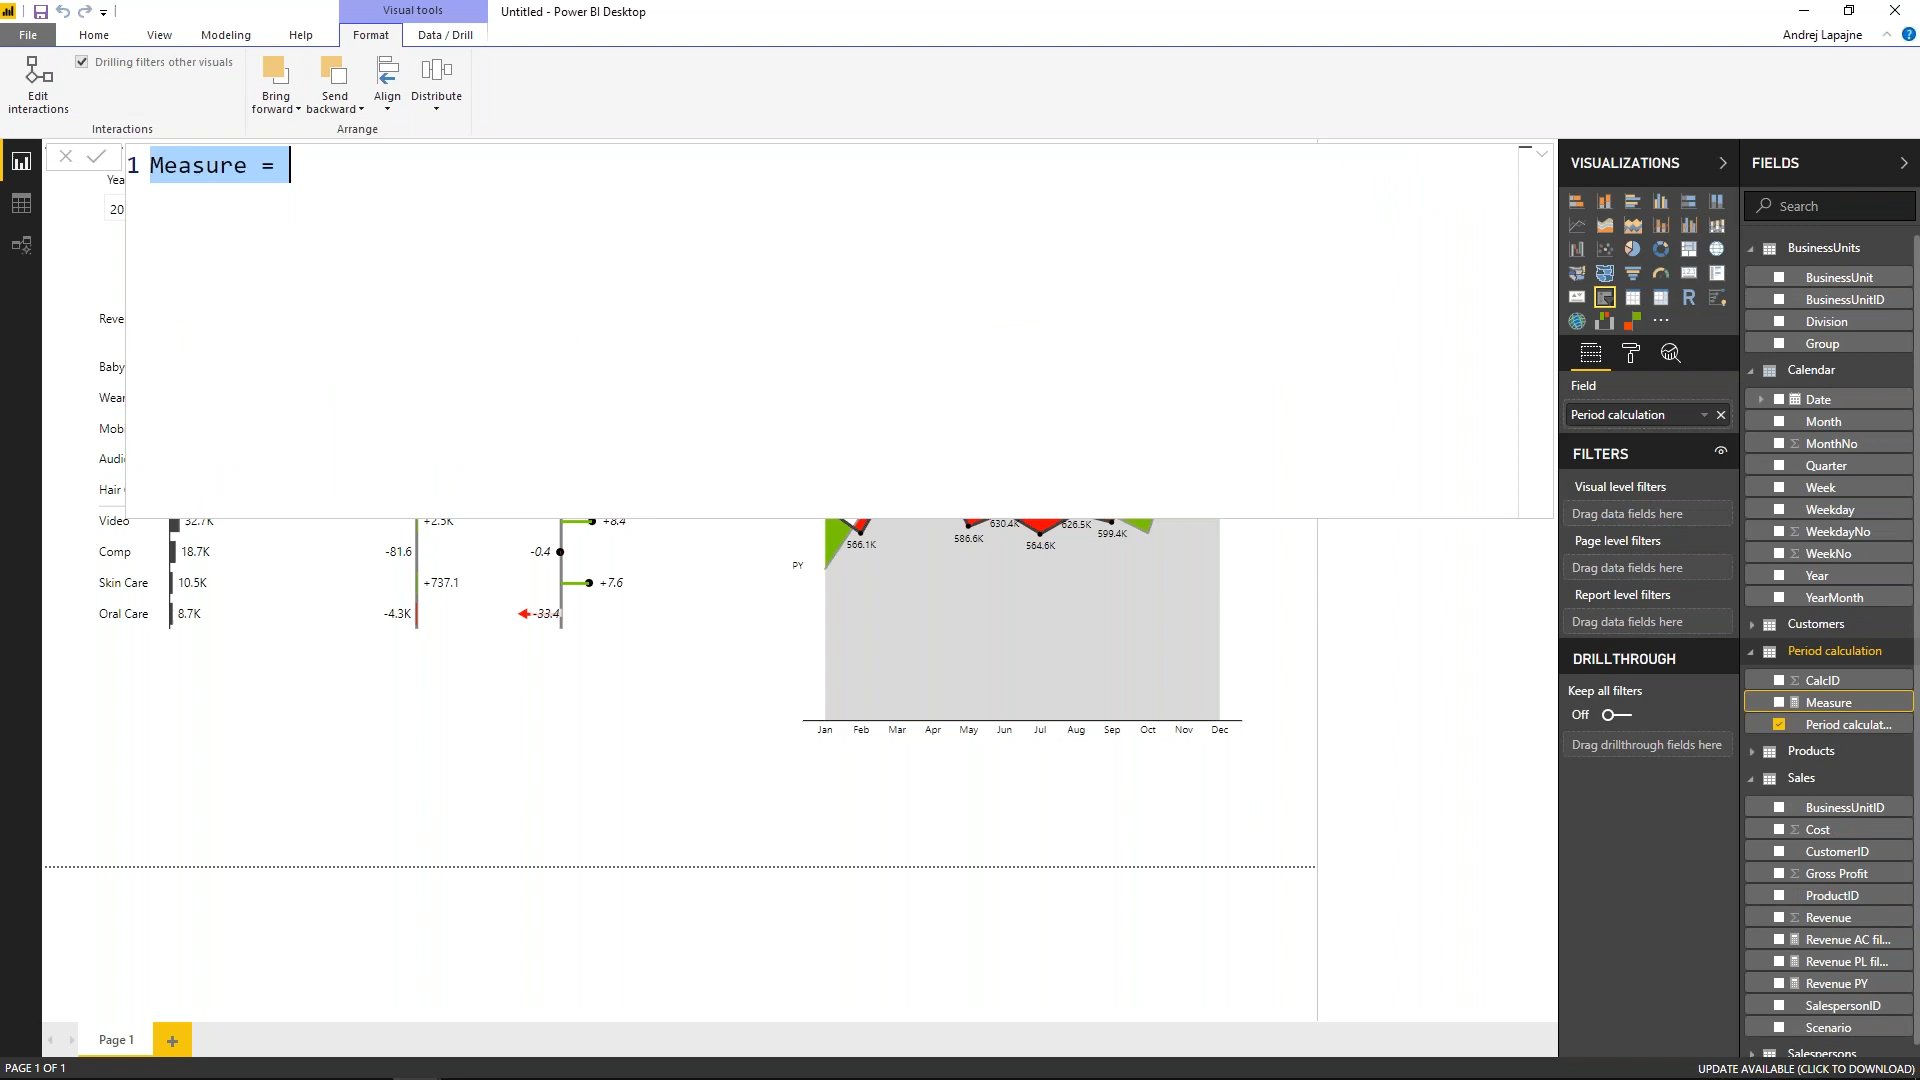 Visual tools
Untitled - Power BI Desktop
File
Home
View
Modeling
Help
Format
Data / Drill
Andrej Lapajne
Drilling filters other visuals
Edit interactions
Bring forward
Send backward
Align
Distribute
Interactions
Arrange
1 Measure =
Yea
20
Reve
Baby
Wear
Mobi
Audi
Hair
Video 32.7K +2.5K +8.4
Comp 18.7K -81.6 -0.4
Skin Care 10.5K +737.1 +7.6
Oral Care 8.7K -4.3K -33.4
PY
566.1K
586.6K
630.4K
564.6K
626.5K
599.4K
Jan Feb Mar Apr May Jun Jul Aug Sep Oct Nov Dec
VISUALIZATIONS
R
Field
Period calculation
FILTERS
Visual level filters
Drag data fields here
Page level filters
Drag data fields here
Report level filters
Drag data fields here
DRILLTHROUGH
Keep all filters
Off
Drag drillthrough fields here
FIELDS
Search
BusinessUnits
BusinessUnit
BusinessUnitID
Division
Group
Calendar
Date
Month
MonthNo
Quarter
Week
Weekday
WeekdayNo
WeekNo
Year
YearMonth
Customers
Period calculation
CalcID
Measure
Period calculat...
Products
Sales
BusinessUnitID
Cost
CustomerID
Gross Profit
ProductID
Revenue
Revenue AC fil...
Revenue PL fil...
Revenue PY
SalespersonID
Scenario
Salespersons
Page 1
PAGE 1 OF 1
UPDATE AVAILABLE (CLICK TO DOWNLOAD)